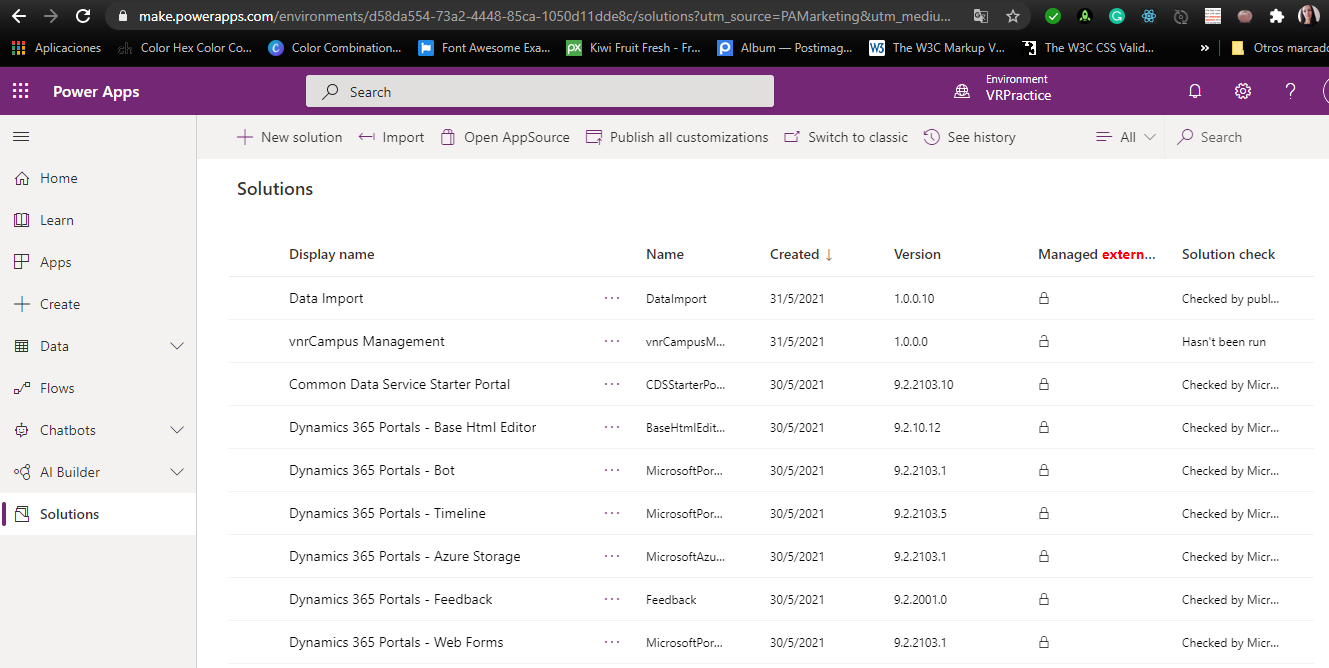 make.powerapps.com/environments/d58da554-73a2-4448-85ca-1050d11dde8c/solutions?utm_source=PAMarketing&utm_mediu...
Aplicaciones Color Hex Color Co... Color Combination... Font Awesome Exa... Kiwi Fruit Fresh - Fr... Album — Postimag... The W3C Markup V... The W3C CSS Valid... » Otros marcado
Power Apps Search Environment
VRPractice
New solution Import Open AppSource Publish all customizations Switch to classic See history All Search
Home
Learn
Apps
Create
Data
Flows
Chatbots
AI Builder
Solutions
Solutions
Display name Name Created ↓ Version Managed extern... Solution check
Data Import ... DataImport 31/5/2021 1.0.0.10 Checked by publ...
vnrCampus Management ... vnrCampusM... 31/5/2021 1.0.0.0 Hasn't been run
Common Data Service Starter Portal ... CDSStarterPo... 30/5/2021 9.2.2103.10 Checked by Micr...
Dynamics 365 Portals - Base Html Editor ... BaseHtmlEdit... 30/5/2021 9.2.10.12 Checked by Micr...
Dynamics 365 Portals - Bot ... MicrosoftPor... 30/5/2021 9.2.2103.1 Checked by Micr...
Dynamics 365 Portals - Timeline ... MicrosoftPor... 30/5/2021 9.2.2103.5 Checked by Micr...
Dynamics 365 Portals - Azure Storage ... MicrosoftAzu... 30/5/2021 9.2.2103.1 Checked by Micr...
Dynamics 365 Portals - Feedback ... Feedback 30/5/2021 9.2.2001.0 Checked by Micr...
Dynamics 365 Portals - Web Forms ... MicrosoftPor... 30/5/2021 9.2.2103.1 Checked by Micr...